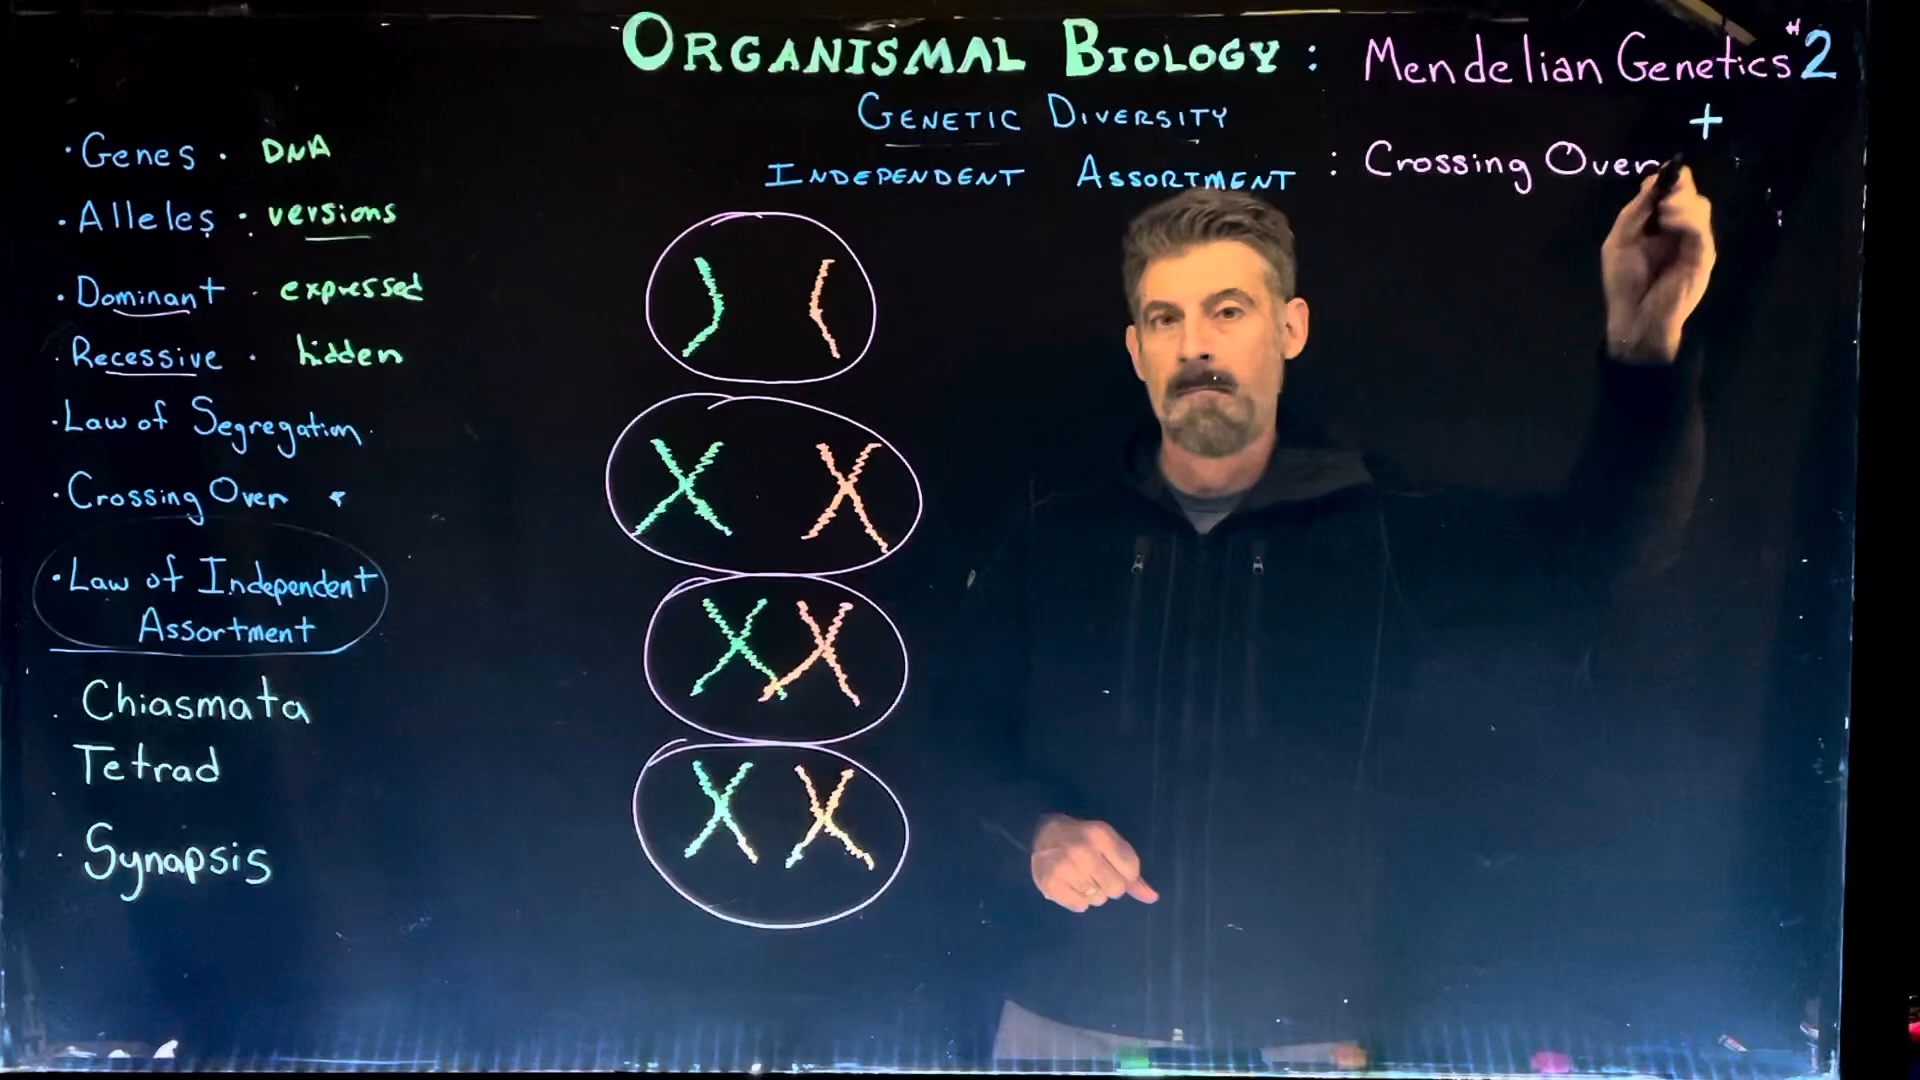 ORGANISMAL BIOLOGY : Mendelian Genetics #2
GENETIC DIVERSITY +
INDEPENDENT ASSORTMENT : Crossing Over
· Genes · DNA
· Alleles : versions
· Dominant · expressed
· Recessive · hidden
· Law of Segregation
· Crossing Over
· Law of Independent
ASSORTMENT
· Chiasmata
· Tetrad
· Synapsis